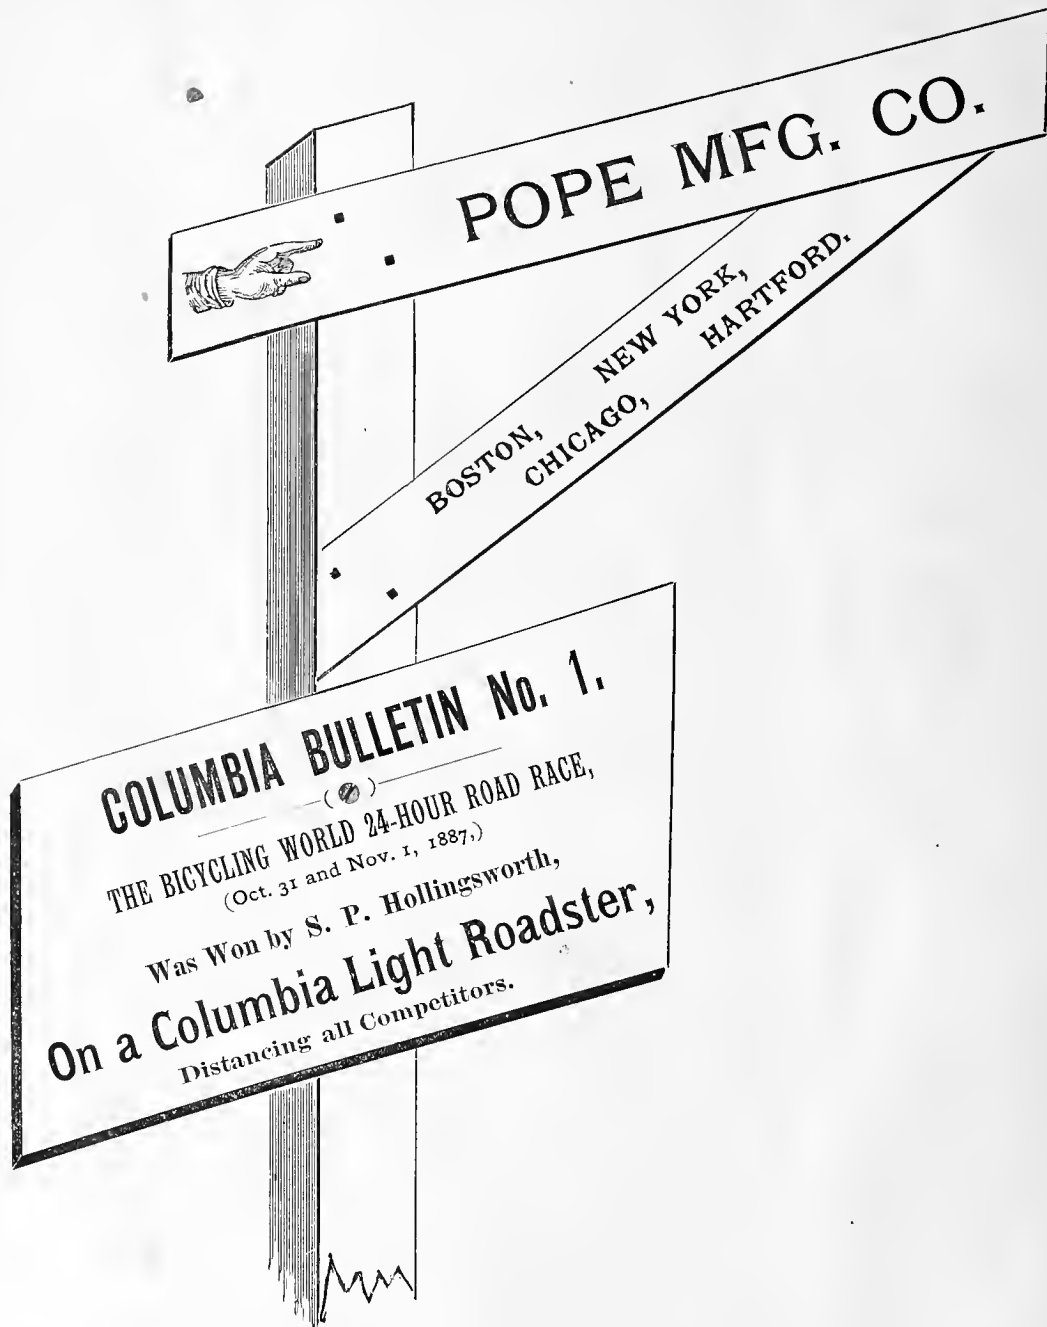 POPE MFG. CO.
BOSTON, NEW YORK,
CHICAGO, HARTFORD.
COLUMBIA BULLETIN No. 1.
THE BICYCLING WORLD 24-HOUR ROAD RACE,
(Oct. 31 and Nov. 1, 1887,)
Was Won by S. P. Hollingsworth,
On a Columbia Light Roadster,
Distancing all Competitors.